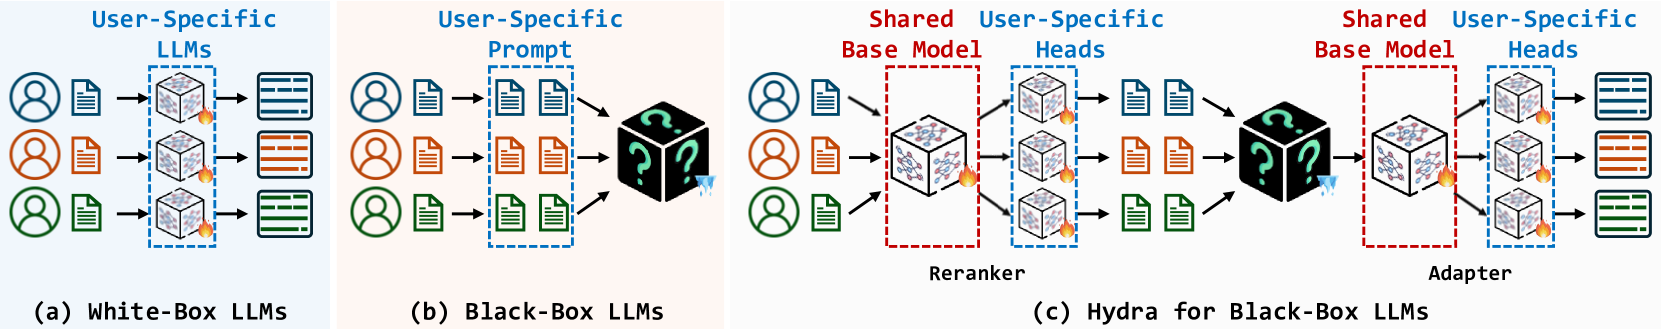 User-Specific
LLMs
(a) White-Box LLMs
User-Specific
Prompt
? ? ?
(b) Black-Box LLMs
Shared
Base Model
User-Specific
Heads
? ? ?
Shared
Base Model
User-Specific
Heads
Reranker
Adapter
(c) Hydra for Black-Box LLMs